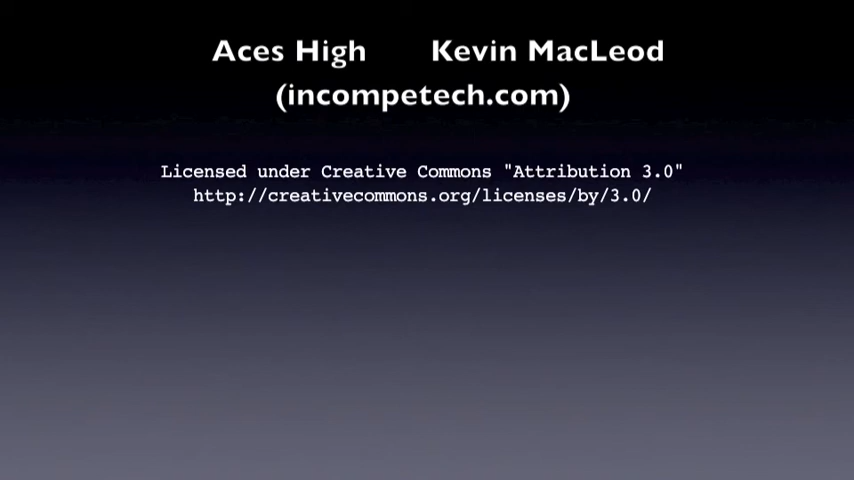 Aces High Kevin MacLeod
(incompetech.com)
Licensed under Creative Commons "Attribution 3.0"
http://creativecommons.org/licenses/by/3.0/